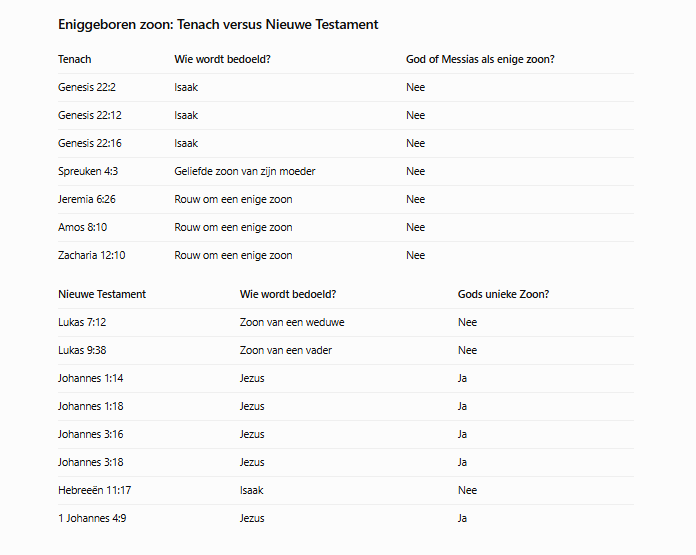 Eniggeboren zoon: Tenach versus Nieuwe Testament
Tenach Wie wordt bedoeld? God of Messias als enige zoon?
Genesis 22:2 Isaak Nee
Genesis 22:12 Isaak Nee
Genesis 22:16 Isaak Nee
Spreuken 4:3 Geliefde zoon van zijn moeder Nee
Jeremia 6:26 Rouw om een enige zoon Nee
Amos 8:10 Rouw om een enige zoon Nee
Zacharia 12:10 Rouw om een enige zoon Nee
Nieuwe Testament Wie wordt bedoeld? Gods unieke Zoon?
Lukas 7:12 Zoon van een weduwe Nee
Lukas 9:38 Zoon van een vader Nee
Johannes 1:14 Jezus Ja
Johannes 1:18 Jezus Ja
Johannes 3:16 Jezus Ja
Johannes 3:18 Jezus Ja
Hebreeën 11:17 Isaak Nee
1 Johannes 4:9 Jezus Ja